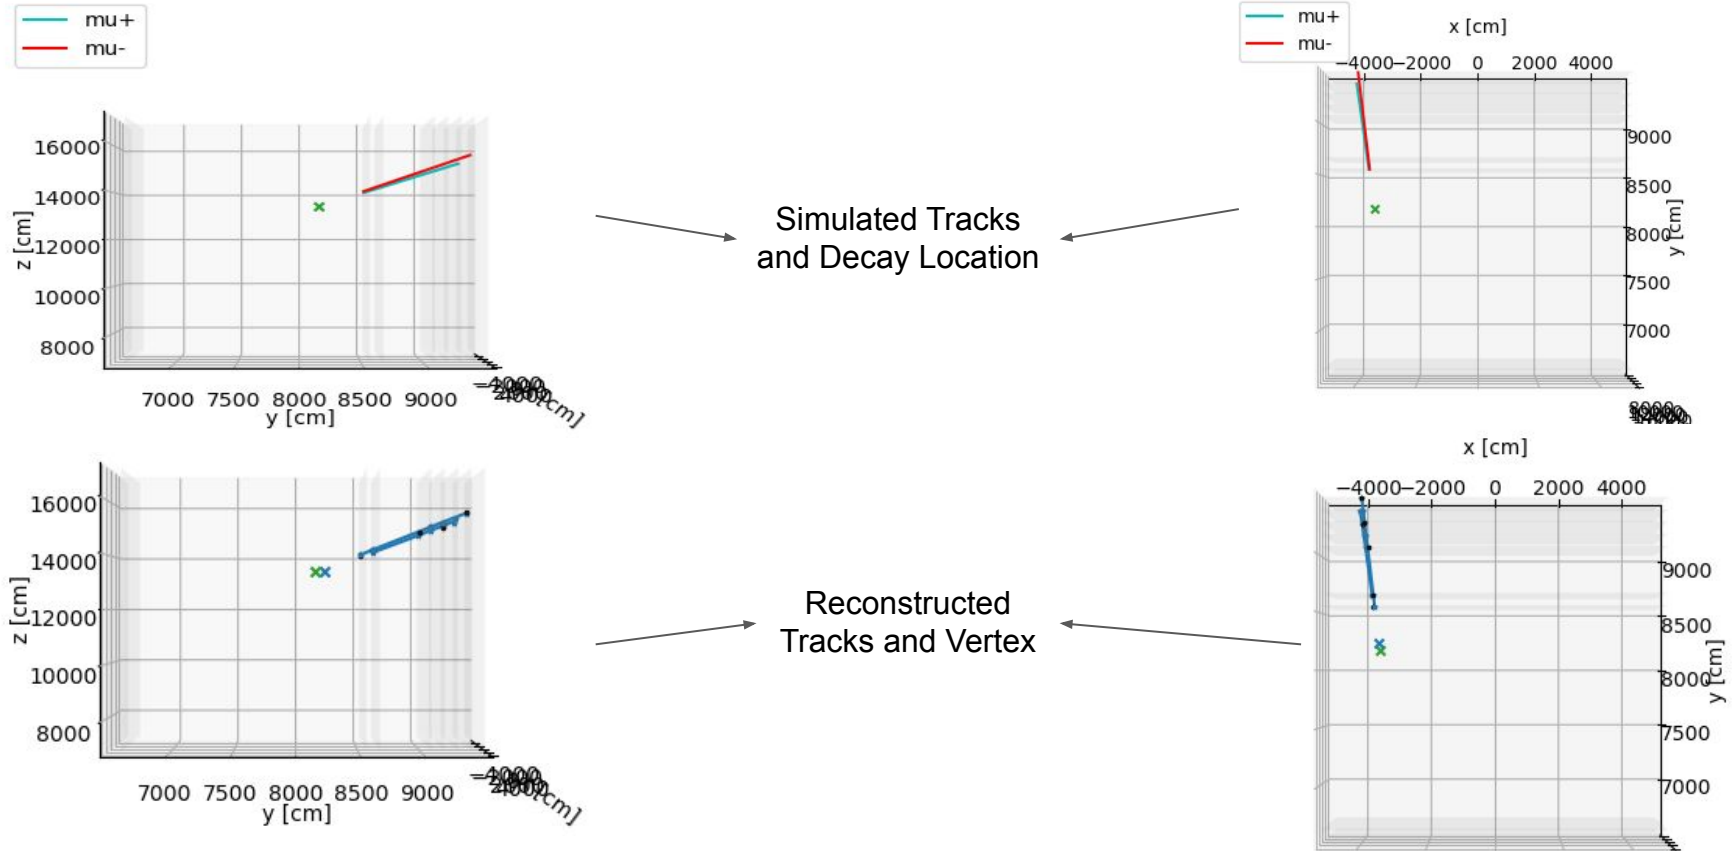 mu+
mu-
16000
14000
12000
10000
8000
z [cm]
7000 7500 8000 8500 9000
y [cm]
Simulated Tracks
and Decay Location
mu+
mu-
x [cm]
−4000 −2000 0 2000 4000
9000
8500
8000
7500
7000
y [cm]
16000
14000
12000
10000
8000
z [cm]
7000 7500 8000 8500 9000
y [cm]
Reconstructed
Tracks and Vertex
x [cm]
−4000 −2000 0 2000 4000
9000
8500
8000
7500
7000
y [cm]